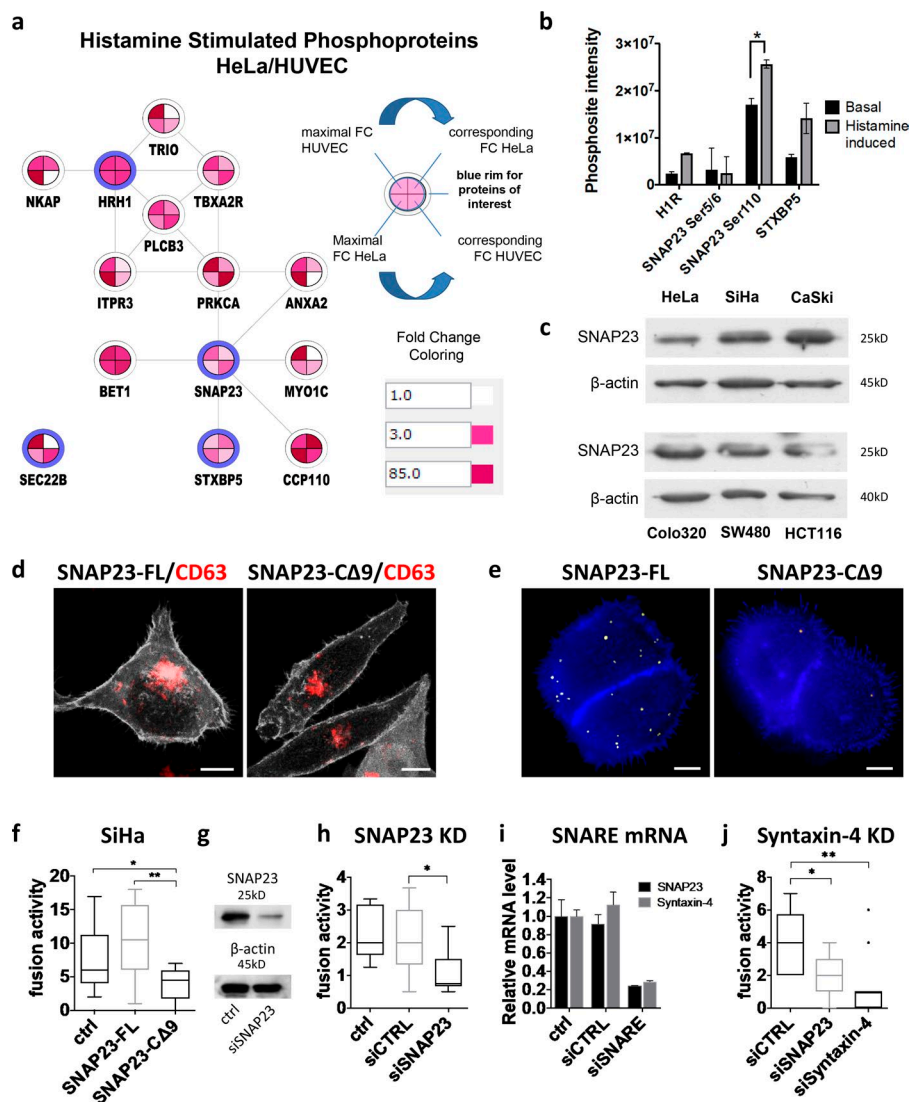 a
Histamine Stimulated Phosphoproteins
HeLa/HUVEC
TRIO
NKAP
HRH1
TBXA2R
PLCB3
ITPR3
PRKCA
ANXA2
BET1
SNAP23
MYO1C
SEC22B
STXBP5
CCP110
maximal FC
HUVEC
corresponding
FC HeLa
blue rim for
proteins of
interest
Maximal
FC HeLa
corresponding
FC HUVEC
Fold Change
Coloring
1.0
3.0
85.0
b
Phosphosite intensity
3×10⁷
2×10⁷
1×10⁷
0
*
Basal
Histamine
induced
H1R
SNAP23 Ser5/6
SNAP23 Ser110
STXBP5
c
HeLa SiHa CaSki
SNAP23 25kD
β-actin 45kD
SNAP23 25kD
β-actin 40kD
Colo320 SW480 HCT116
d
SNAP23-FL/CD63
SNAP23-CΔ9/CD63
e
SNAP23-FL
SNAP23-CΔ9
f
SiHa
fusion activity
20
15
10
5
0
*
**
ctrl
SNAP23-FL
SNAP23-CΔ9
g
SNAP23
25kD
β-actin
45kD
ctrl
siSNAP23
h
SNAP23 KD
fusion activity
5
4
3
2
1
0
*
ctrl
siCTRL
siSNAP23
i
SNARE mRNA
Relative mRNA level
1.4
1.2
1.0
0.8
0.6
0.4
0.2
0
SNAP23
Syntaxin-4
ctrl
siCTRL
siSNARE
j
Syntaxin-4 KD
fusion activity
8
6
4
2
0
**
*
siCTRL
siSNAP23
siSyntaxin-4